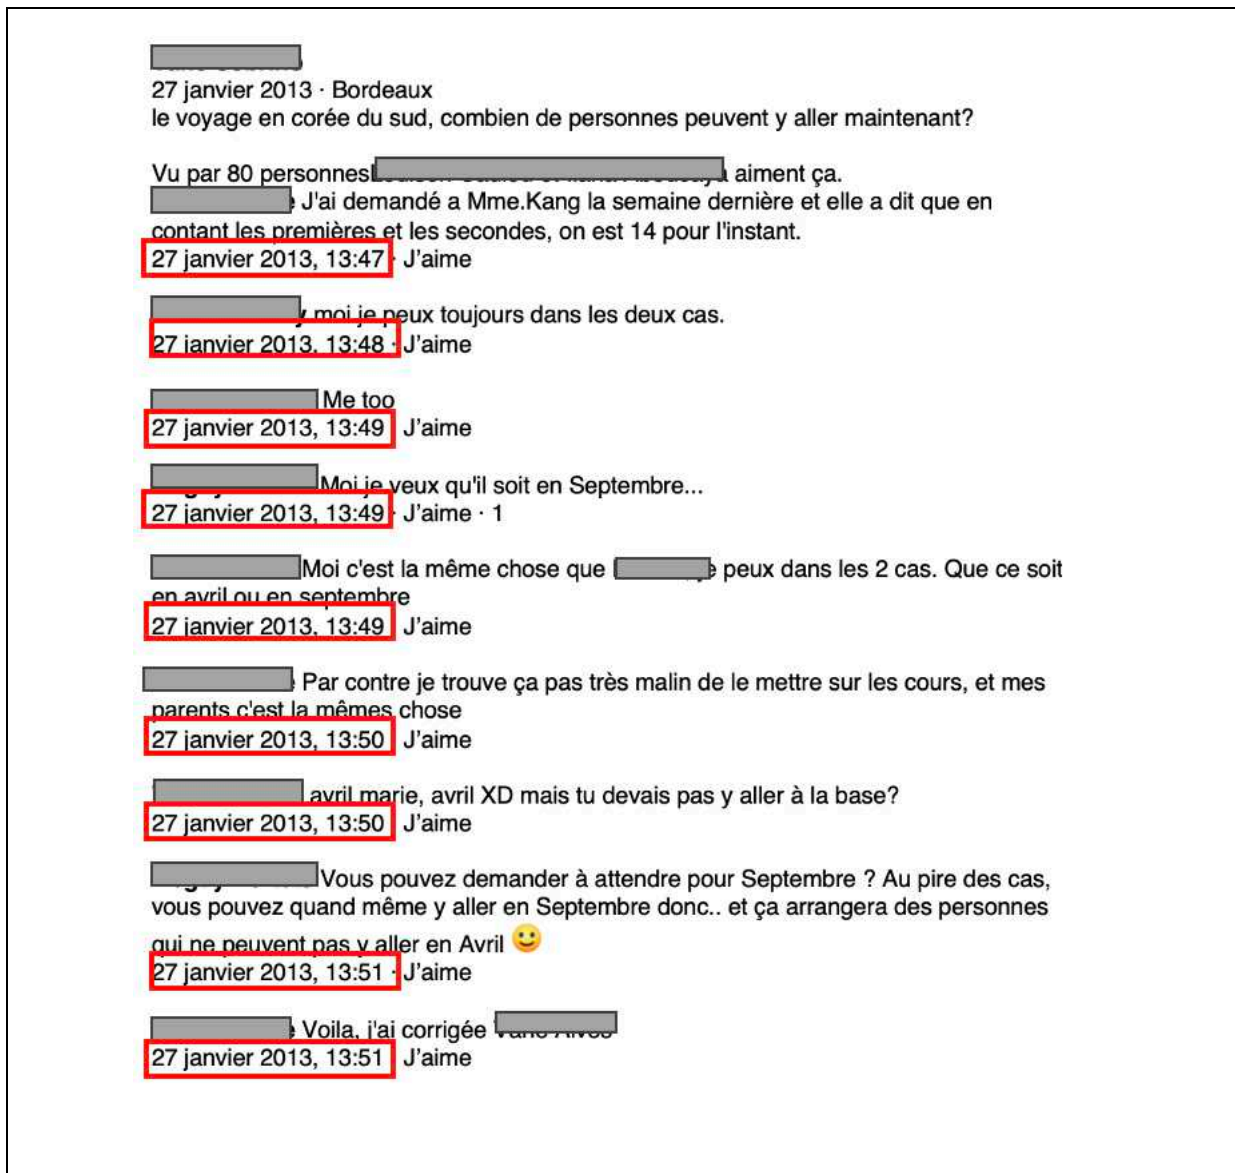 27 janvier 2013 · Bordeaux
le voyage en corée du sud, combien de personnes peuvent y aller maintenant?
Vu par 80 personnes aiment ça.
J'ai demandé a Mme.Kang la semaine dernière et elle a dit que en
contant les premières et les secondes, on est 14 pour l'instant.
27 janvier 2013, 13:47 · J'aime
moi je peux toujours dans les deux cas.
27 janvier 2013, 13:48 · J'aime
Me too
27 janvier 2013, 13:49 J'aime
Moi je veux qu'il soit en Septembre...
27 janvier 2013, 13:49 · J'aime · 1
Moi c'est la même chose que peux dans les 2 cas. Que ce soit
en avril ou en septembre
27 janvier 2013, 13:49 J'aime
Par contre je trouve ça pas très malin de le mettre sur les cours, et mes
parents c'est la mêmes chose
27 janvier 2013, 13:50 J'aime
avril marie, avril XD mais tu devais pas y aller à la base?
27 janvier 2013, 13:50 J'aime
Vous pouvez demander à attendre pour Septembre ? Au pire des cas,
vous pouvez quand même y aller en Septembre donc.. et ça arrangera des personnes
qui ne peuvent pas y aller en Avril 🙂
27 janvier 2013, 13:51 · J'aime
Voila, j'ai corrigée
27 janvier 2013, 13:51 J'aime